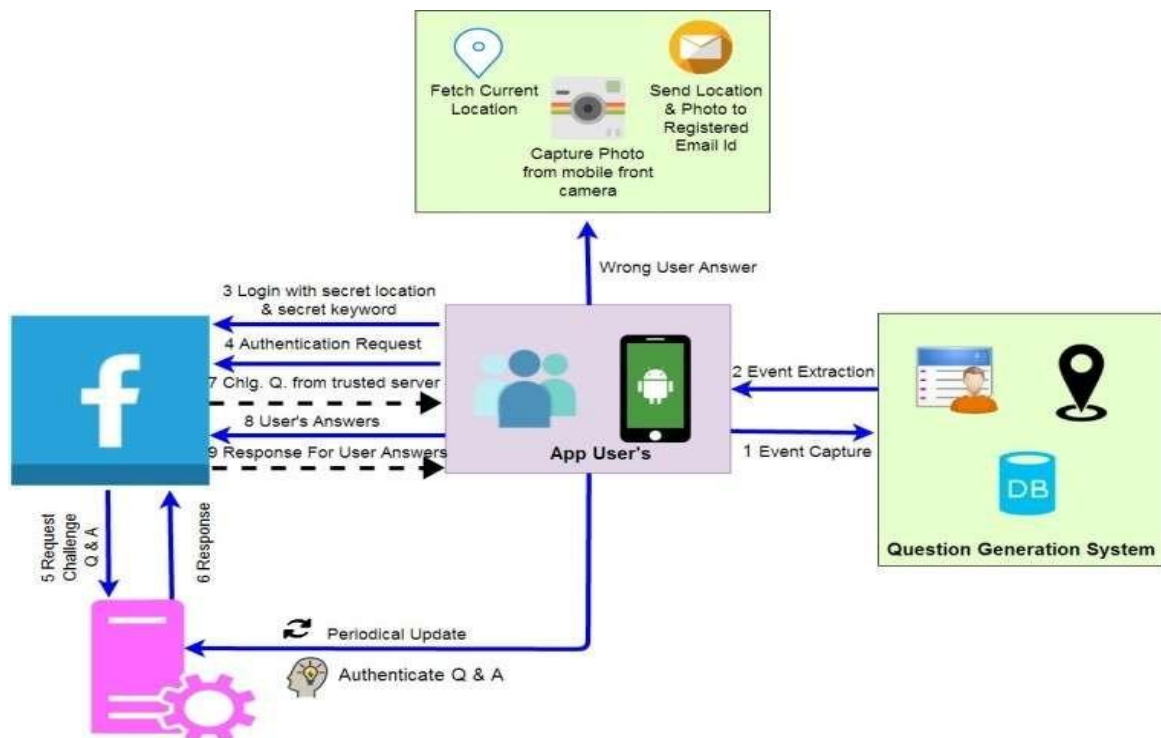 Fetch Current
Location
Capture Photo
from mobile front
camera
Send Location
& Photo to
Registered
Email Id
Wrong User Answer
3 Login with secret location
& secret keyword
4 Authentication Request
7 Chlg. Q. from trusted server
8 User's Answers
9 Response For User Answers
f
App User's
2 Event Extraction
1 Event Capture
DB
Question Generation System
5 Request
Challenge
Q & A
6 Response
Periodical Update
Authenticate Q & A